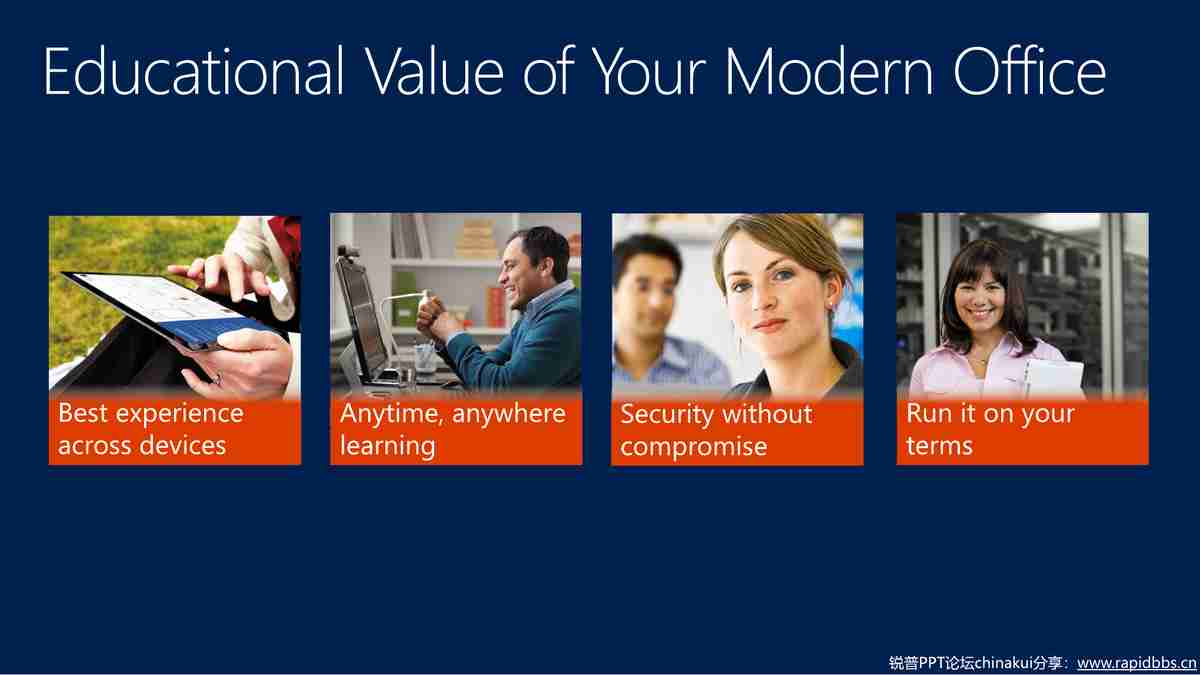 Educational Value of Your Modern Office
Best experience
across devices
Anytime, anywhere
learning
Security without
compromise
Run it on your
terms
锐普PPT论坛chinakui分享：www.rapidbbs.cn